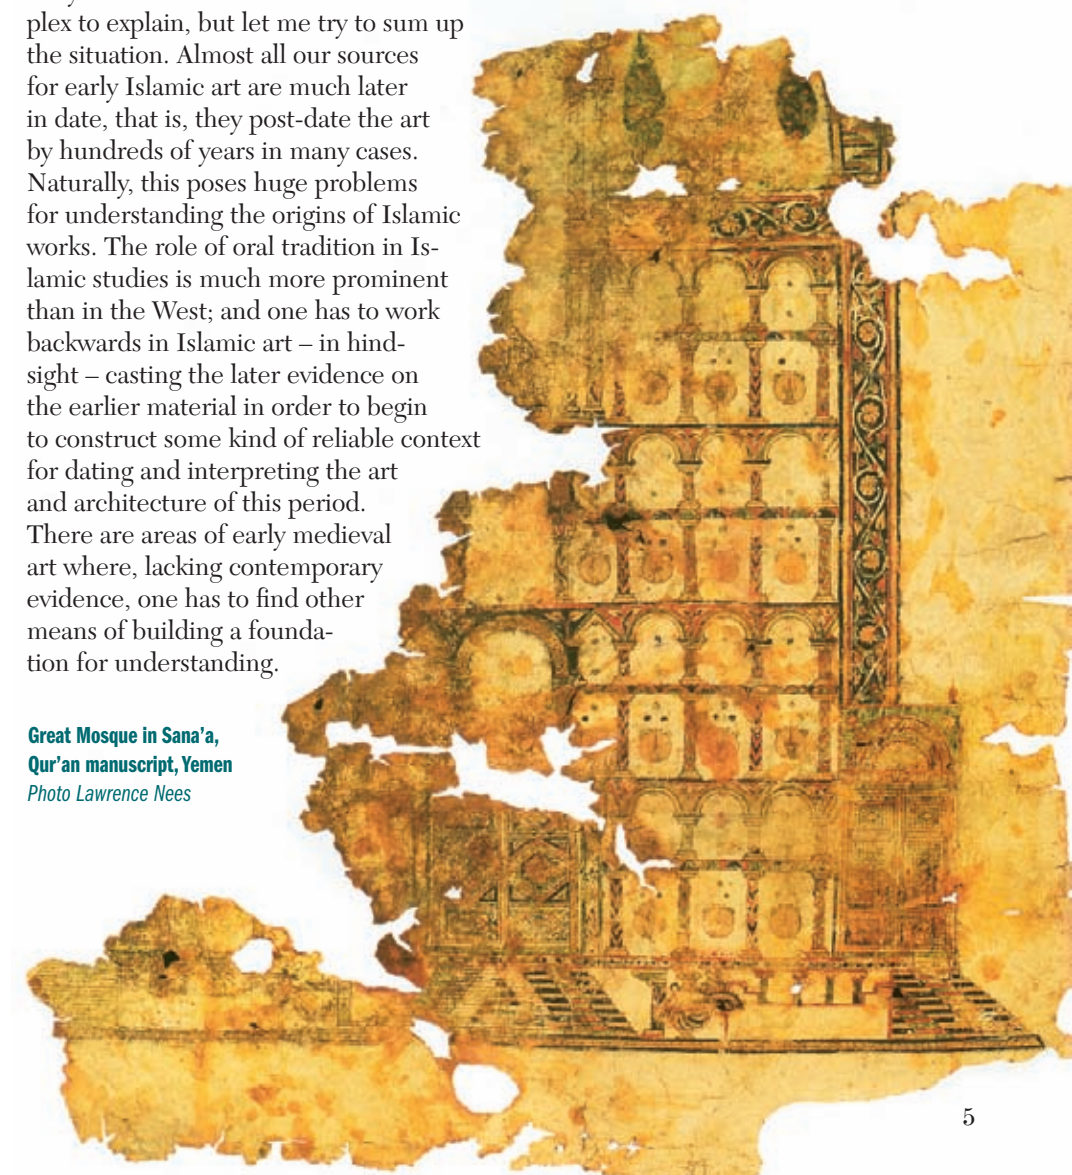 plex to explain, but let me try to sum up
the situation. Almost all our sources
for early Islamic art are much later
in date, that is, they post-date the art
by hundreds of years in many cases.
Naturally, this poses huge problems
for understanding the origins of Islamic
works. The role of oral tradition in Is-
lamic studies is much more prominent
than in the West; and one has to work
backwards in Islamic art – in hind-
sight – casting the later evidence on
the earlier material in order to begin
to construct some kind of reliable context
for dating and interpreting the art
and architecture of this period.
There are areas of early medieval
art where, lacking contemporary
evidence, one has to find other
means of building a founda-
tion for understanding.
Great Mosque in Sana’a,
Qur’an manuscript, Yemen
Photo Lawrence Nees
5